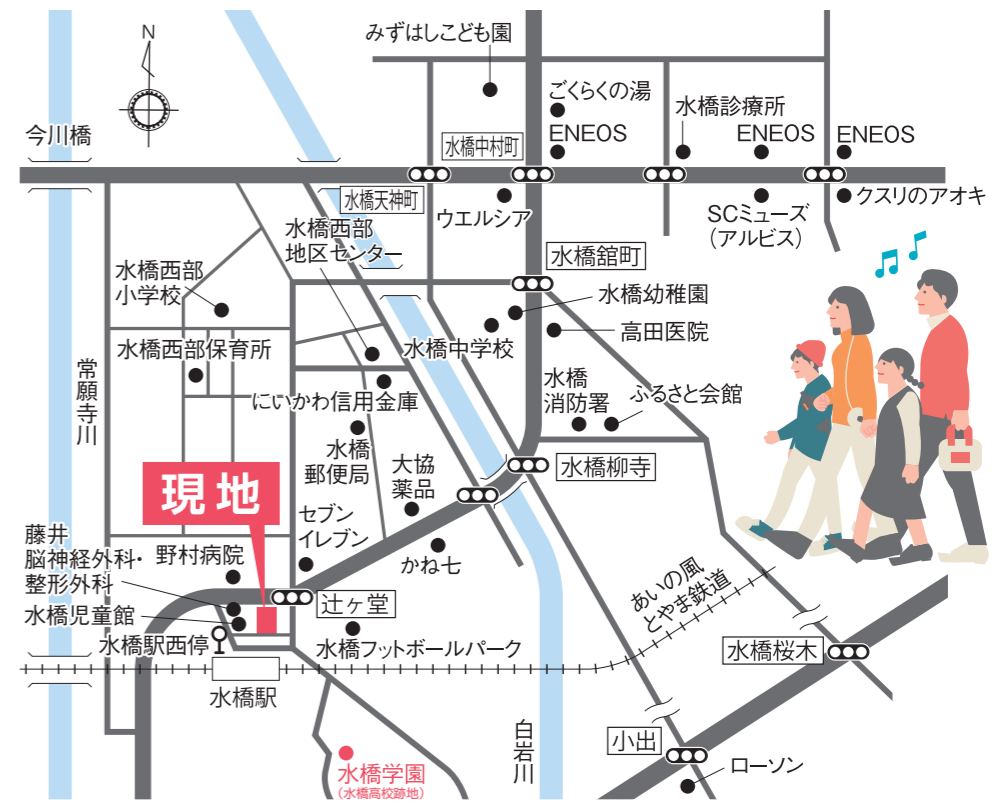 N
みずはしこども園
ごくらくの湯
水橋診療所
ENEOS
ENEOS
ENEOS
今川橋
水橋中村町
水橋天神町
ウエルシア
SCミューズ
（アルビス）
クスリのアオキ
水橋西部
地区センター
水橋舘町
水橋西部
小学校
水橋幼稚園
高田医院
水橋中学校
水橋西部保育所
常願寺川
にいかわ信用金庫
水橋
消防署
ふるさと会館
水橋
郵便局
大協
薬品
水橋柳寺
現地
セブン
イレブン
かね七
藤井
脳神経外科・
整形外科
野村病院
水橋児童館
辻ヶ堂
あいの風
とやま鉄道
水橋駅西停
水橋フットボールパーク
水橋桜木
水橋駅
白岩川
小出
水橋学園
（水橋高校跡地）
ローソン